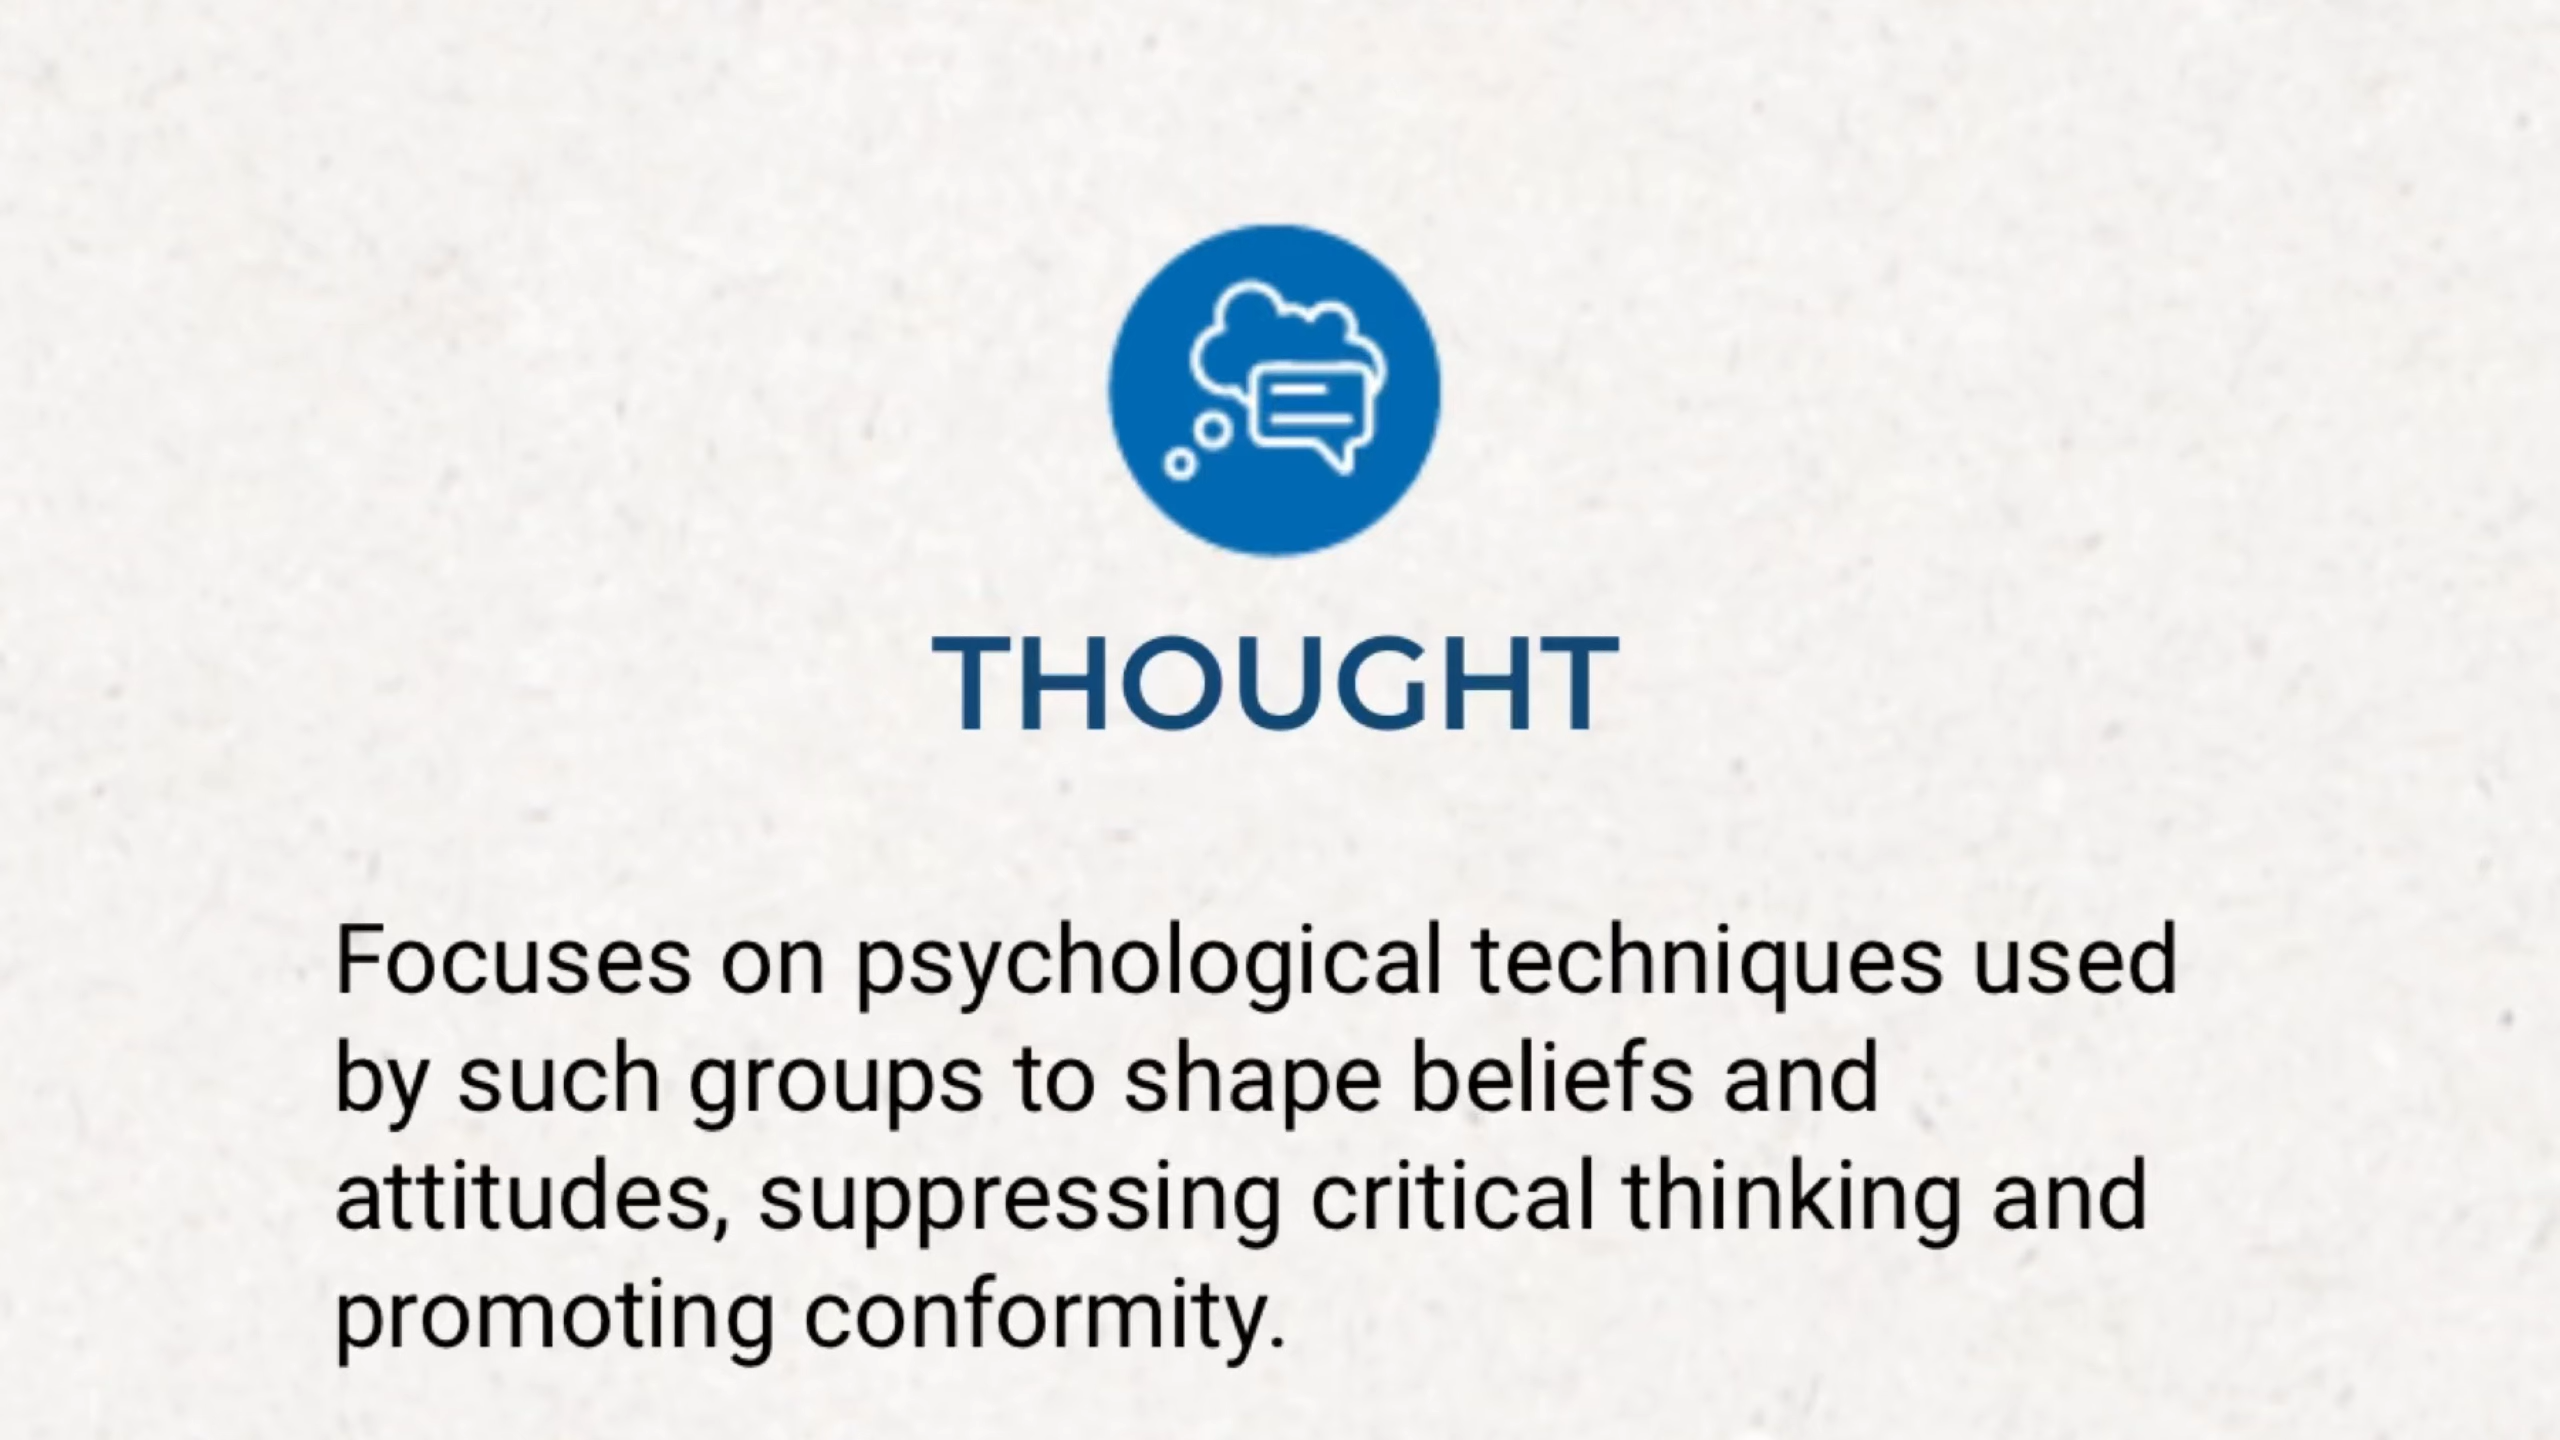 THOUGHT
Focuses on psychological techniques used
by such groups to shape beliefs and
attitudes, suppressing critical thinking and
promoting conformity.